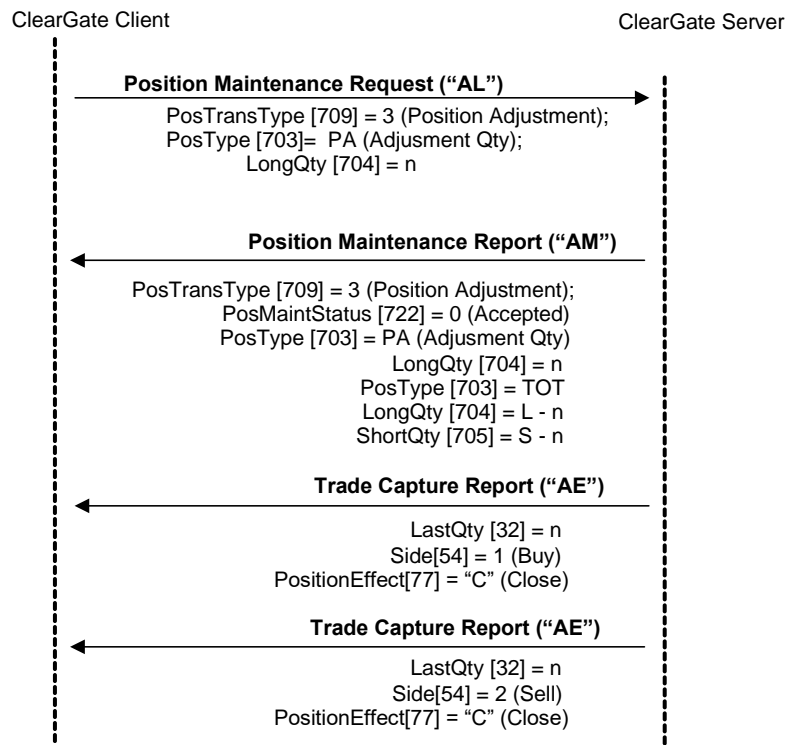 ClearGate Client
ClearGate Server
Position Maintenance Request (“AL”)
PosTransType [709] = 3 (Position Adjustment);
PosType [703]= PA (Adjusment Qty);
LongQty [704] = n
Position Maintenance Report (“AM”)
PosTransType [709] = 3 (Position Adjustment);
PosMaintStatus [722] = 0 (Accepted)
PosType [703] = PA (Adjusment Qty)
LongQty [704] = n
PosType [703] = TOT
LongQty [704] = L - n
ShortQty [705] = S - n
Trade Capture Report (“AE”)
LastQty [32] = n
Side[54] = 1 (Buy)
PositionEffect[77] = “C” (Close)
Trade Capture Report (“AE”)
LastQty [32] = n
Side[54] = 2 (Sell)
PositionEffect[77] = “C” (Close)